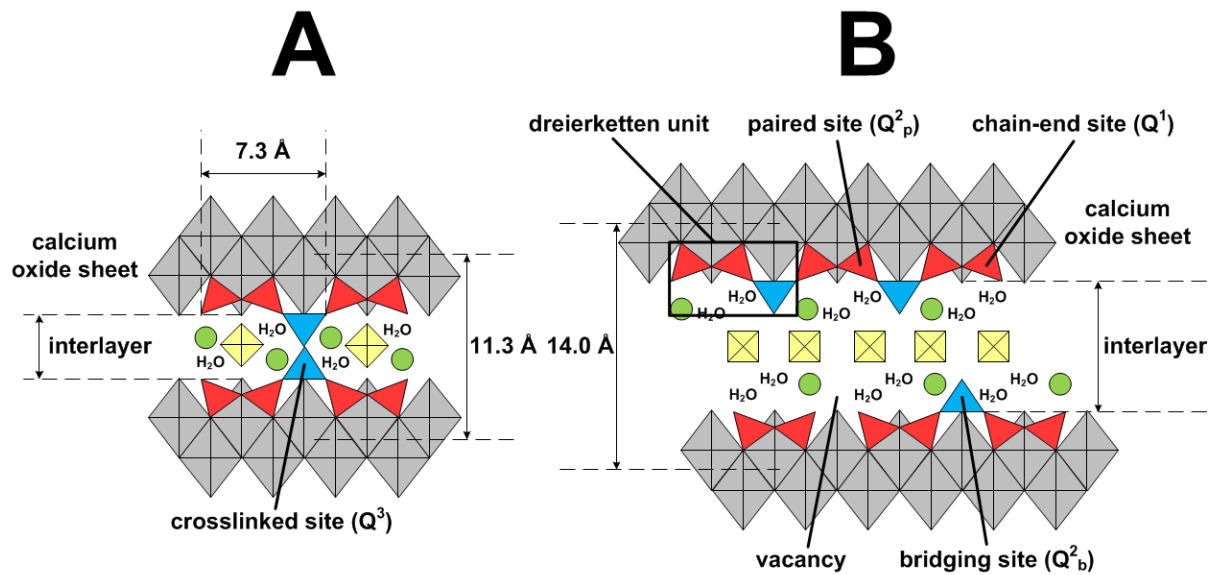 A
B
dreierketten unit
paired site (Q²p)
chain-end site (Q¹)
7.3 Å
calcium
oxide sheet
calcium
oxide sheet
H₂O
H₂O
H₂O
H₂O
H₂O
H₂O
interlayer
H₂O
H₂O
H₂O
H₂O
11.3 Å
14.0 Å
interlayer
H₂O
H₂O
H₂O
H₂O
H₂O
H₂O
crosslinked site (Q³)
vacancy
bridging site (Q²b)